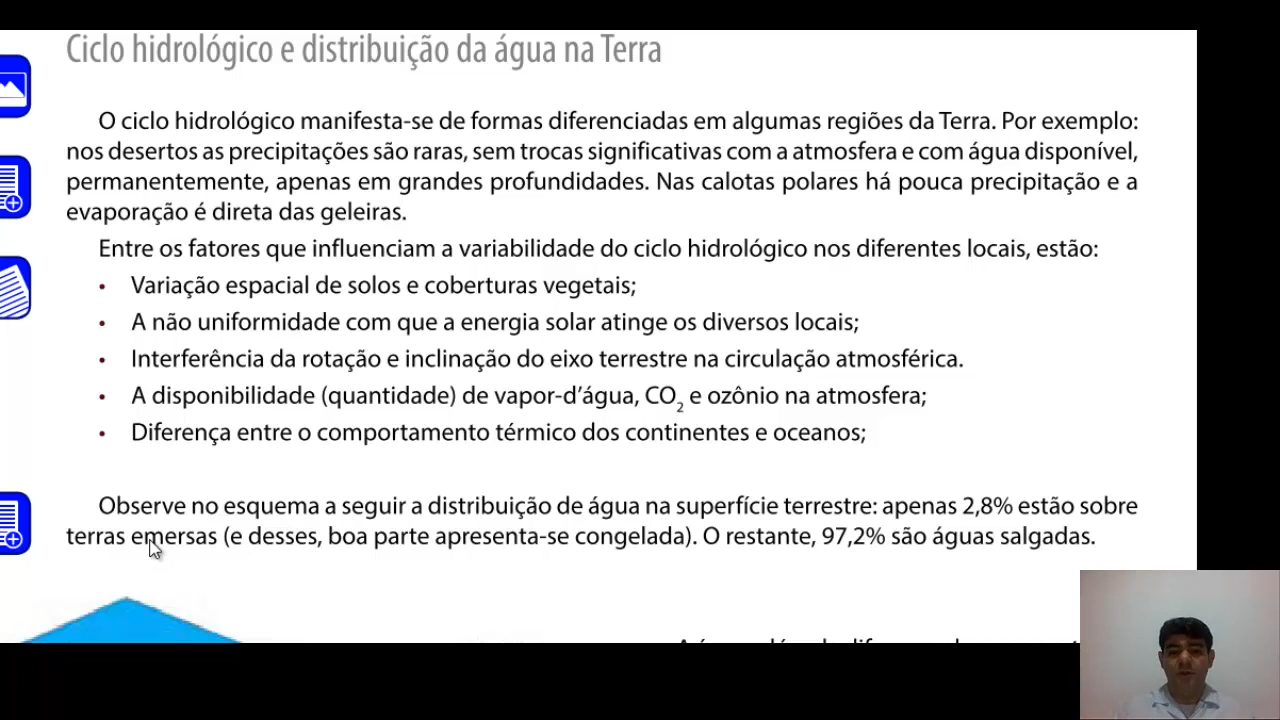 Ciclo hidrológico e distribuição da água na Terra
O ciclo hidrológico manifesta-se de formas diferenciadas em algumas regiões da Terra. Por exemplo:
nos desertos as precipitações são raras, sem trocas significativas com a atmosfera e com água disponível,
permanentemente, apenas em grandes profundidades. Nas calotas polares há pouca precipitação e a
evaporação é direta das geleiras.
Entre os fatores que influenciam a variabilidade do ciclo hidrológico nos diferentes locais, estão:
• Variação espacial de solos e coberturas vegetais;
• A não uniformidade com que a energia solar atinge os diversos locais;
• Interferência da rotação e inclinação do eixo terrestre na circulação atmosférica.
• A disponibilidade (quantidade) de vapor-d’água, CO₂ e ozônio na atmosfera;
• Diferença entre o comportamento térmico dos continentes e oceanos;
Observe no esquema a seguir a distribuição de água na superfície terrestre: apenas 2,8% estão sobre
terras emersas (e desses, boa parte apresenta-se congelada). O restante, 97,2% são águas salgadas.